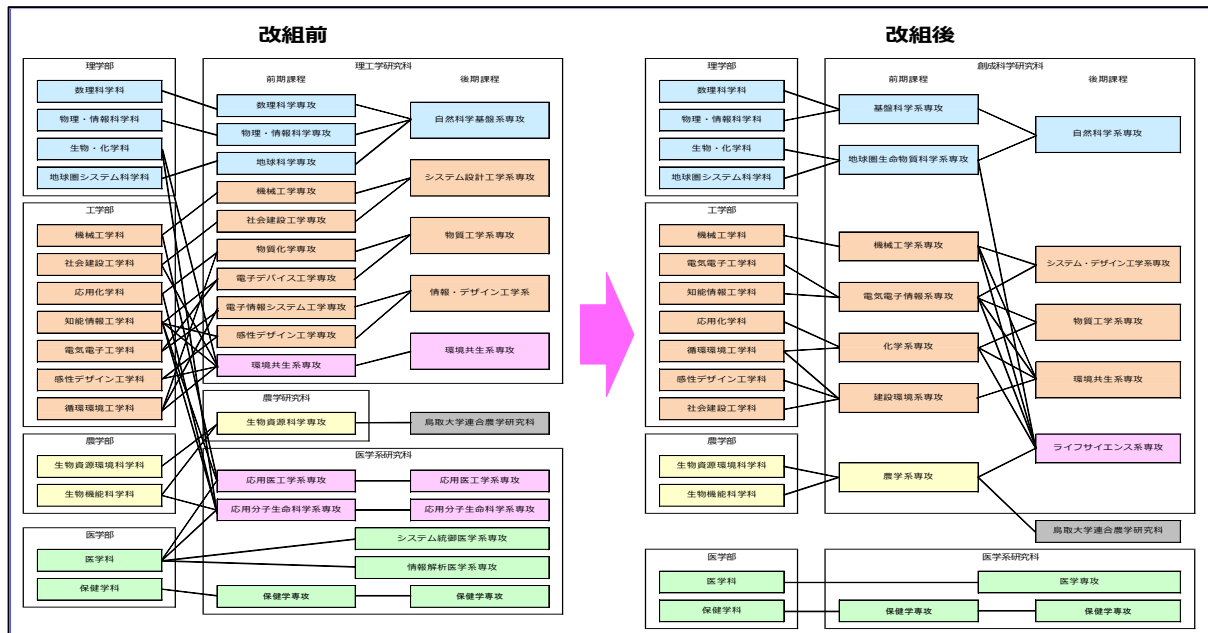 改組前
理学部
数理科学科
物理・情報科学科
生物・化学科
地球圏システム科学科
工学部
機械工学科
社会建設工学科
応用化学科
知能情報工学科
電気電子工学科
感性デザイン工学科
循環環境工学科
農学部
生物資源環境科学科
生物機能科学科
医学部
医学科
保健学科
理工学研究科
前期課程
後期課程
数理科学専攻
物理・情報科学専攻
地球科学専攻
機械工学専攻
社会建設工学専攻
物質化学専攻
電子デバイス工学専攻
電子情報システム工学専攻
感性デザイン工学専攻
環境共生系専攻
自然科学基盤系専攻
システム設計工学系専攻
物質工学系専攻
情報・デザイン工学系
環境共生系専攻
農学研究科
生物資源科学専攻
鳥取大学連合農学研究科
医学系研究科
応用医工学系専攻
応用医工学系専攻
応用分子生命科学系専攻
応用分子生命科学系専攻
システム統御医学系専攻
情報解析医学系専攻
保健学専攻
保健学専攻
改組後
理学部
数理科学科
物理・情報科学科
生物・化学科
地球圏システム科学科
工学部
機械工学科
電気電子工学科
知能情報工学科
応用化学科
循環環境工学科
感性デザイン工学科
社会建設工学科
農学部
生物資源環境科学科
生物機能科学科
医学部
医学科
保健学科
創成科学研究科
前期課程
後期課程
基盤科学系専攻
地球圏生命物質科学系専攻
機械工学系専攻
電気電子情報系専攻
化学系専攻
建設環境系専攻
農学系専攻
自然科学系専攻
システム・デザイン工学系専攻
物質工学系専攻
環境共生系専攻
ライフサイエンス系専攻
鳥取大学連合農学研究科
医学系研究科
医学専攻
保健学専攻
保健学専攻